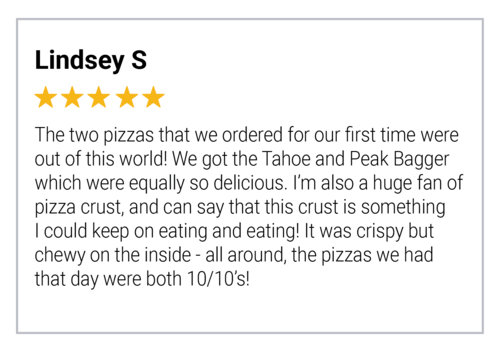 Lindsey S
The two pizzas that we ordered for our first time were
out of this world! We got the Tahoe and Peak Bagger
which were equally so delicious. I’m also a huge fan of
pizza crust, and can say that this crust is something
I could keep on eating and eating! It was crispy but
chewy on the inside - all around, the pizzas we had
that day were both 10/10’s!